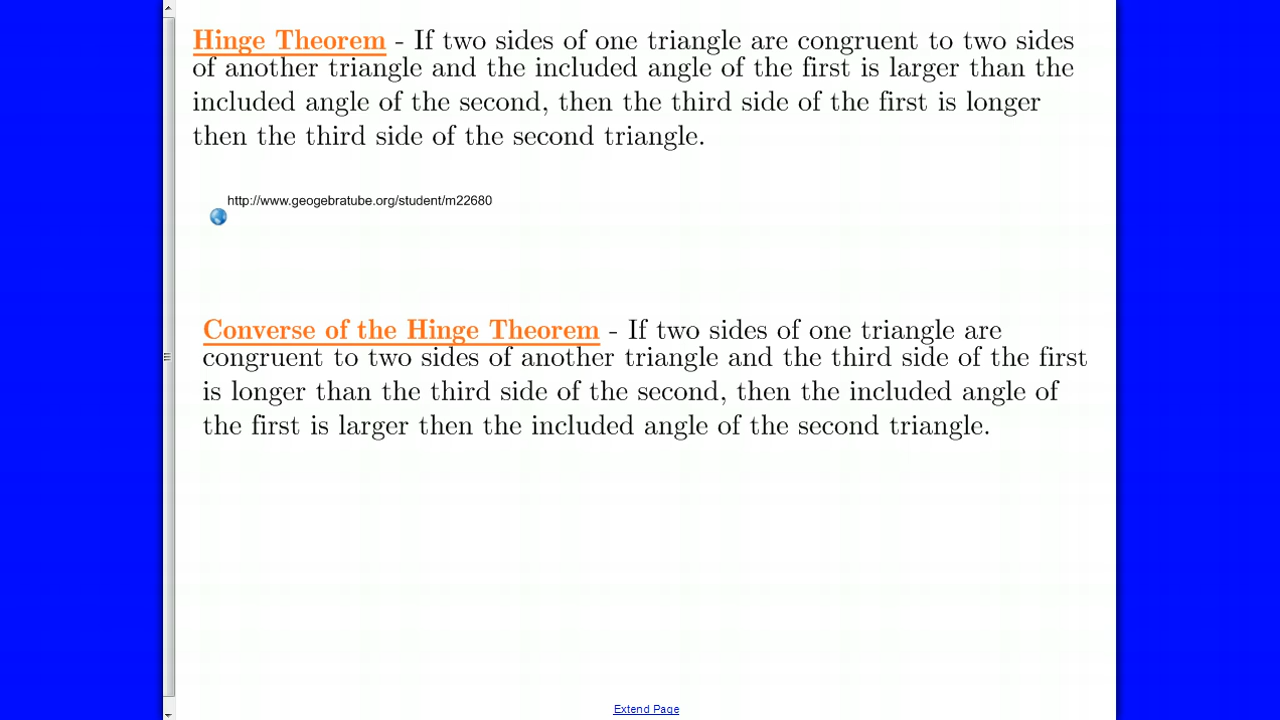 Hinge Theorem - If two sides of one triangle are congruent to two sides
of another triangle and the included angle of the first is larger than the
included angle of the second, then the third side of the first is longer
then the third side of the second triangle.
http://www.geogebratube.org/student/m22680
Converse of the Hinge Theorem - If two sides of one triangle are
congruent to two sides of another triangle and the third side of the first
is longer than the third side of the second, then the included angle of
the first is larger then the included angle of the second triangle.
Extend Page